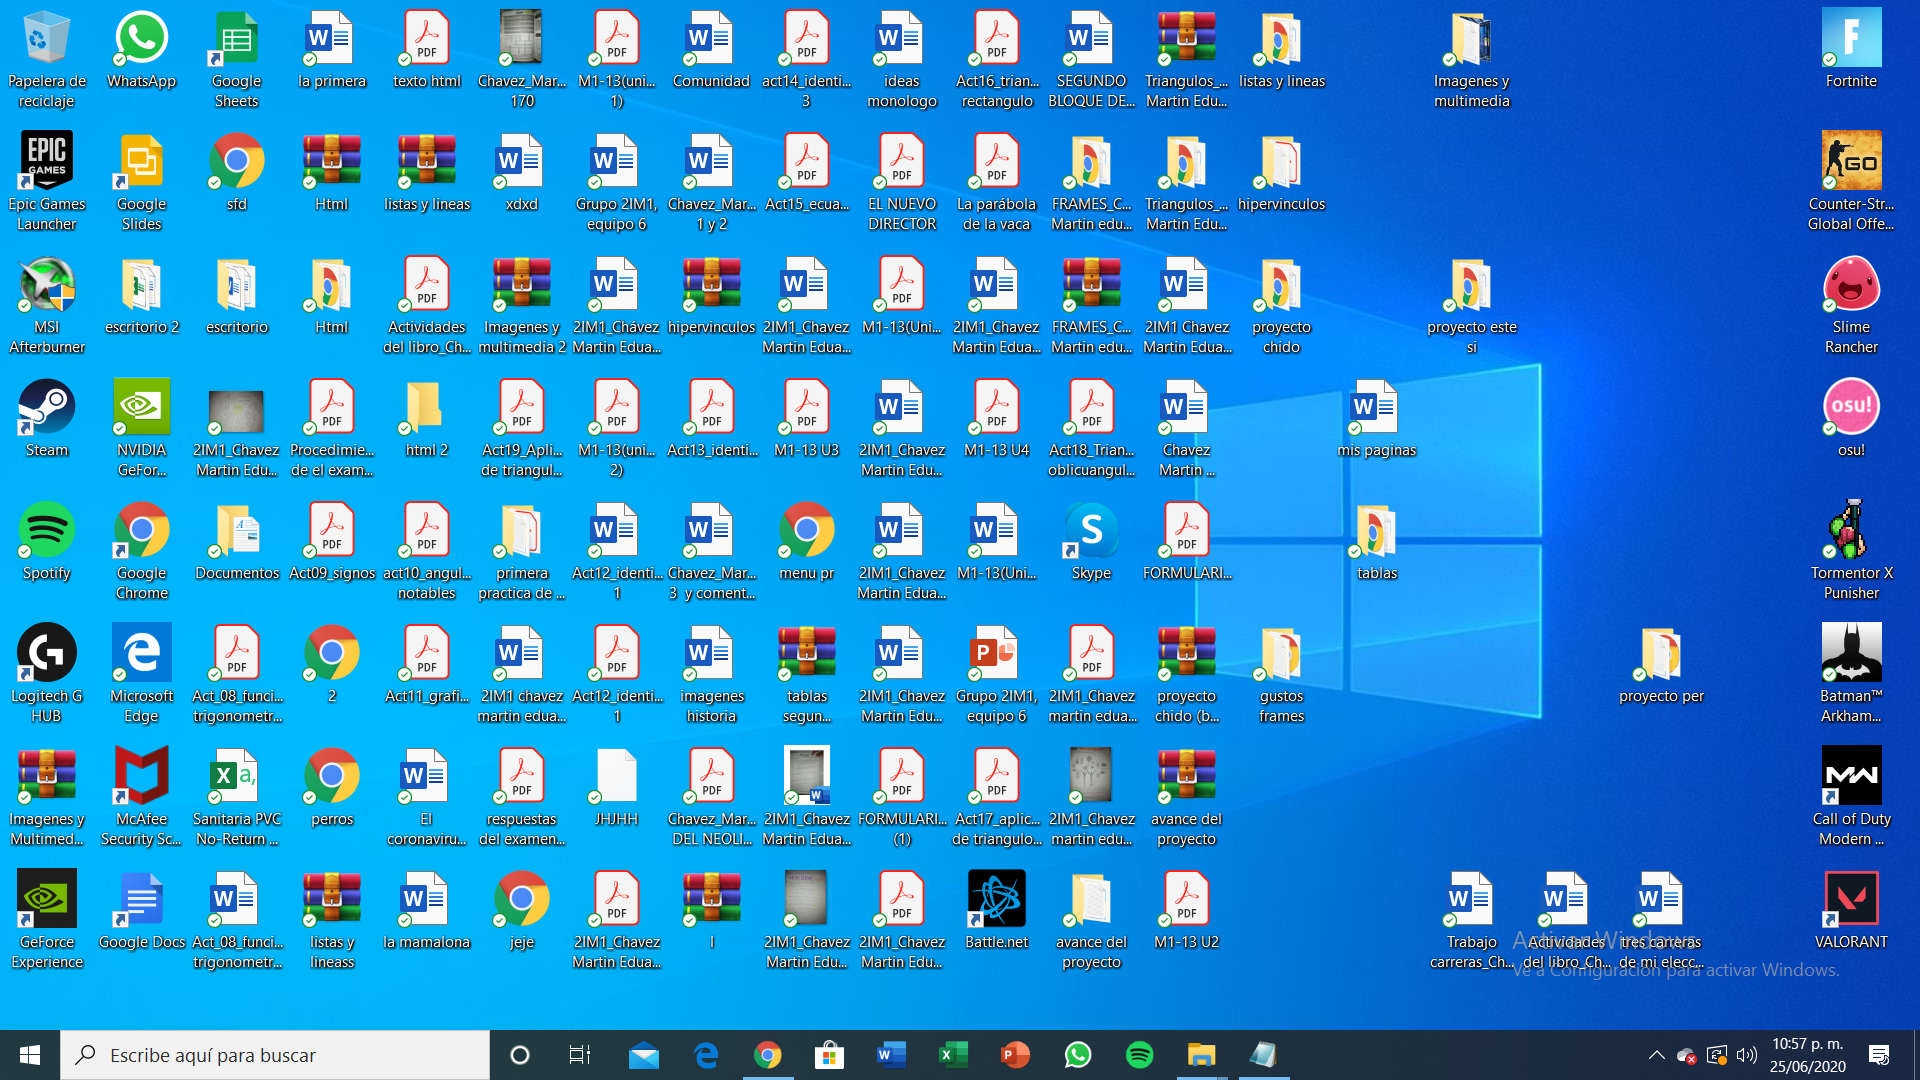 Papelera de reciclaje
WhatsApp
Google Sheets
la primera
texto html
Chavez_Mar... 170
M1-13(uni... 1)
Comunidad
act14_identi... 3
ideas monologo
Act16_trian... rectangulo
SEGUNDO BLOQUE DE...
Triangulos_... Martin Edu...
listas y lineas
Imagenes y multimedia
Fortnite
Epic Games Launcher
Google Slides
sfd
Html
listas y lineas
xdxd
Grupo 2IM1, equipo 6
Chavez_Mar... 1 y 2
Act15_ecua...
EL NUEVO DIRECTOR
La parábola de la vaca
FRAMES_C... Martin edu...
Triangulos_... Martin Edu...
hipervinculos
Counter-Str... Global Offe...
MSI Afterburner
escritorio 2
escritorio
Html
Actividades del libro_Ch...
Imagenes y multimedia 2
2IM1_Chávez Martin Edua...
hipervinculos
2IM1_Chavez Martin Edua...
M1-13(Uni...
2IM1_Chavez Martin Edua...
FRAMES_C... Martin edu...
2IM1 Chavez Martin Edua...
proyecto chido
proyecto este si
Slime Rancher
Steam
NVIDIA GeFor...
2IM1_Chavez Martin Edu...
Procedimie... de el exam...
html 2
Act19_Apli... de triangul...
M1-13(uni... 2)
Act13_identi...
M1-13 U3
2IM1_Chavez Martin Edu...
M1-13 U4
Act18_Trian... oblicuangul...
Chavez Martin ...
mis paginas
osu!
Spotify
Google Chrome
Documentos
Act09_signos
act10_angul... notables
primera practica de ...
Act12_identi... 1
Chavez_Mar... 3 y coment...
menu pr
2IM1_Chavez Martin Edua...
M1-13(Uni...
Skype
FORMULARI...
tablas
Tormentor X Punisher
Logitech G HUB
Microsoft Edge
Act_08_funci... trigonometr...
2
Act11_grafi...
2IM1 chavez martin edua...
Act12_identi... 1
imagenes historia
tablas segun...
2IM1_Chavez Martin Edu...
Grupo 2IM1, equipo 6
2IM1_Chavez martin edua...
proyecto chido (b...
gustos frames
proyecto per
Batman™ Arkham...
Imagenes y Multimed...
McAfee Security Sc...
Sanitaria PVC No-Return ...
perros
El coronaviru...
respuestas del examen...
JHJHH
Chavez_Mar... DEL NEOLI...
2IM1_Chavez Martin Edua...
FORMULARI... (1)
Act17_aplic... de triangulo...
2IM1_Chavez martin edu...
avance del proyecto
Call of Duty Modern ...
GeForce Experience
Google Docs
Act_08_funci... trigonometr...
listas y lineass
la mamalona
jeje
2IM1_Chavez Martin Edua...
l
2IM1_Chavez Martin Edu...
2IM1_Chavez Martin Edu...
Battle.net
avance del proyecto
M1-13 U2
Trabajo carreras_Ch...
Actividades del libro_Ch...
tres carreras de mi elecc...
VALORANT
Activar Windows
Ve a Configuración para activar Windows.
Escribe aquí para buscar
10:57 p. m.
25/06/2020